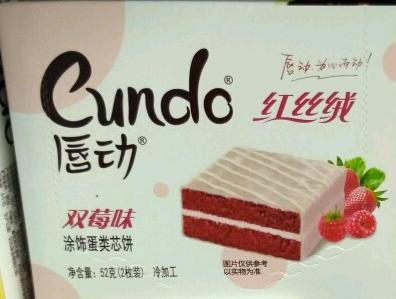 Cundo®
唇动®
唇动,为心而动!
红丝绒
双莓味
涂饰蛋类芯饼
净含量:52克(2枚装) 冷加工
图片仅供参考
以实物为准